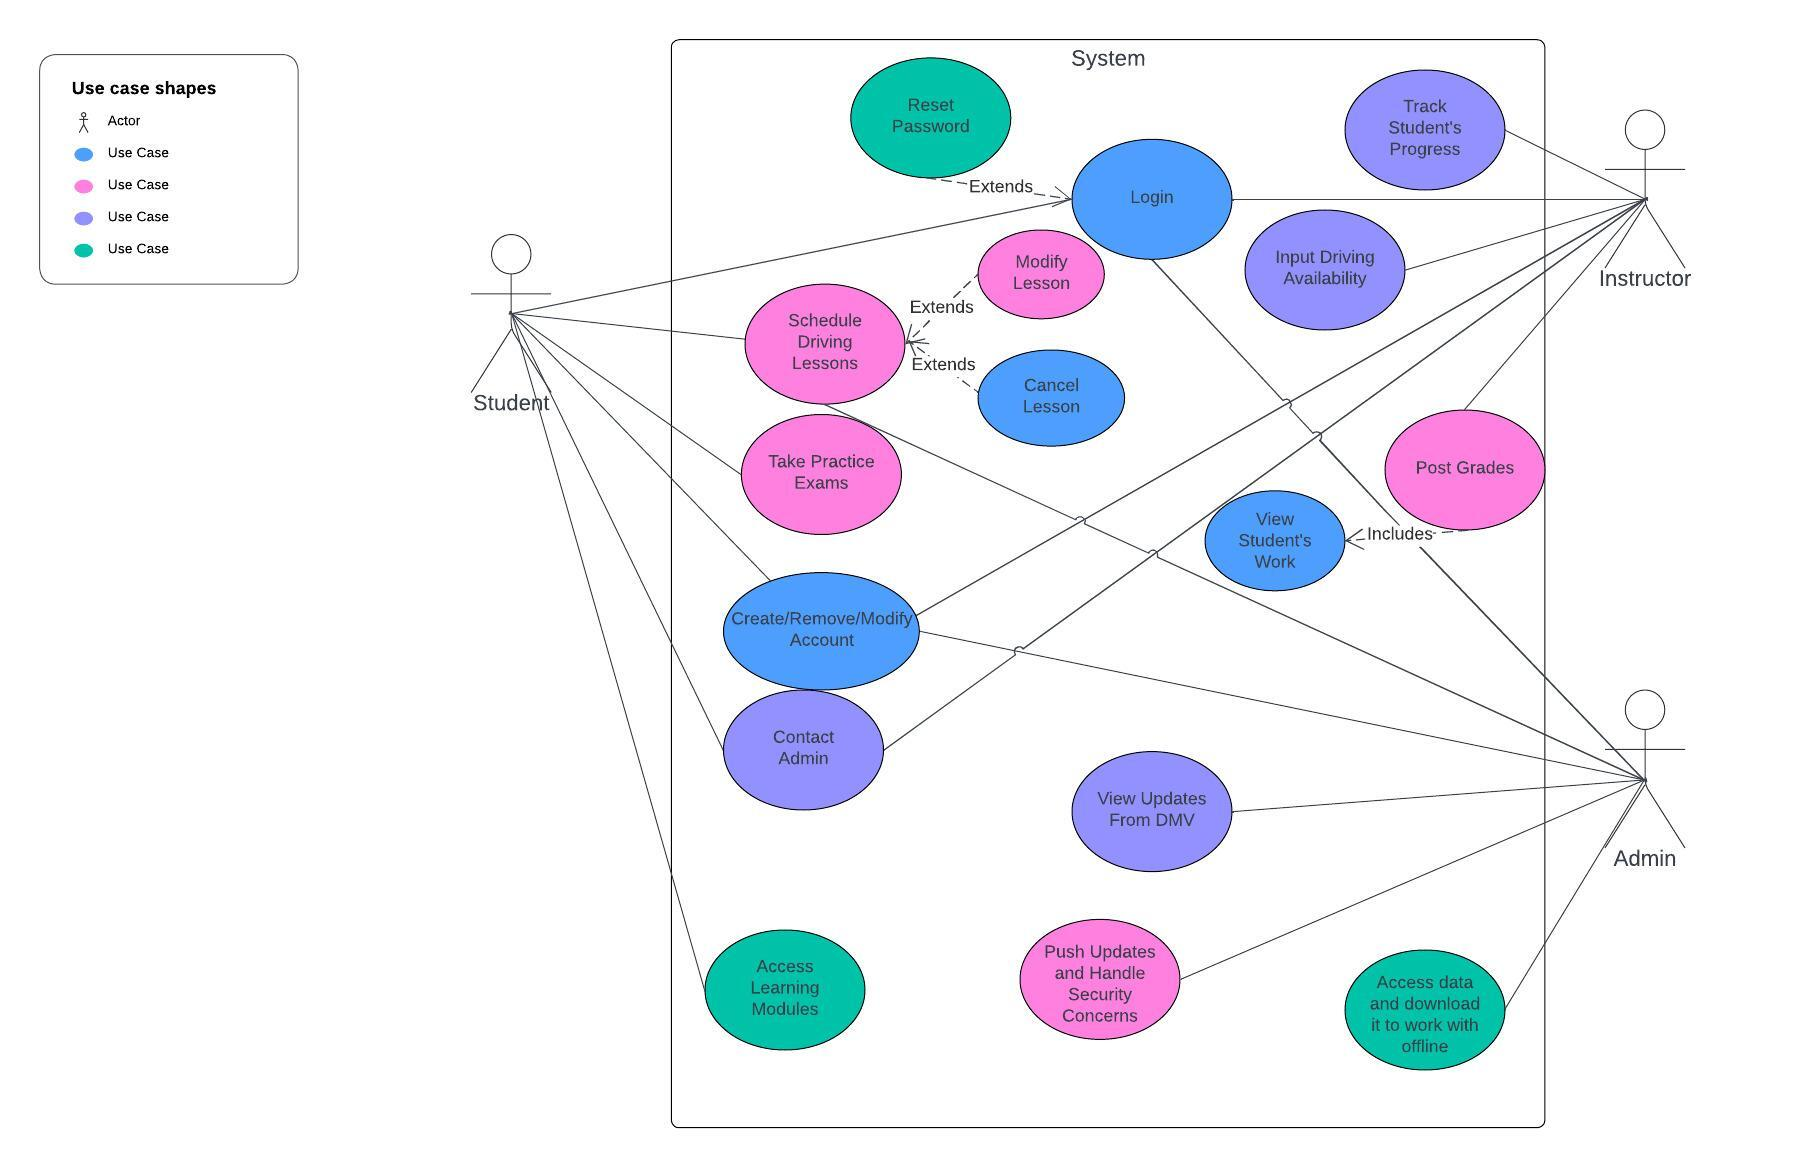 Use case shapes
Actor
Use Case
Use Case
Use Case
Use Case
System
Reset
Password
Extends
Login
Track
Student's
Progress
Instructor
Input Driving
Availability
Modify
Lesson
Extends
Schedule
Driving
Lessons
Extends
Cancel
Lesson
Student
Take Practice
Exams
Post Grades
Includes
View
Student's
Work
Create/Remove/Modify
Account
Contact
Admin
View Updates
From DMV
Admin
Access
Learning
Modules
Push Updates
and Handle
Security
Concerns
Access data
and download
it to work with
offline